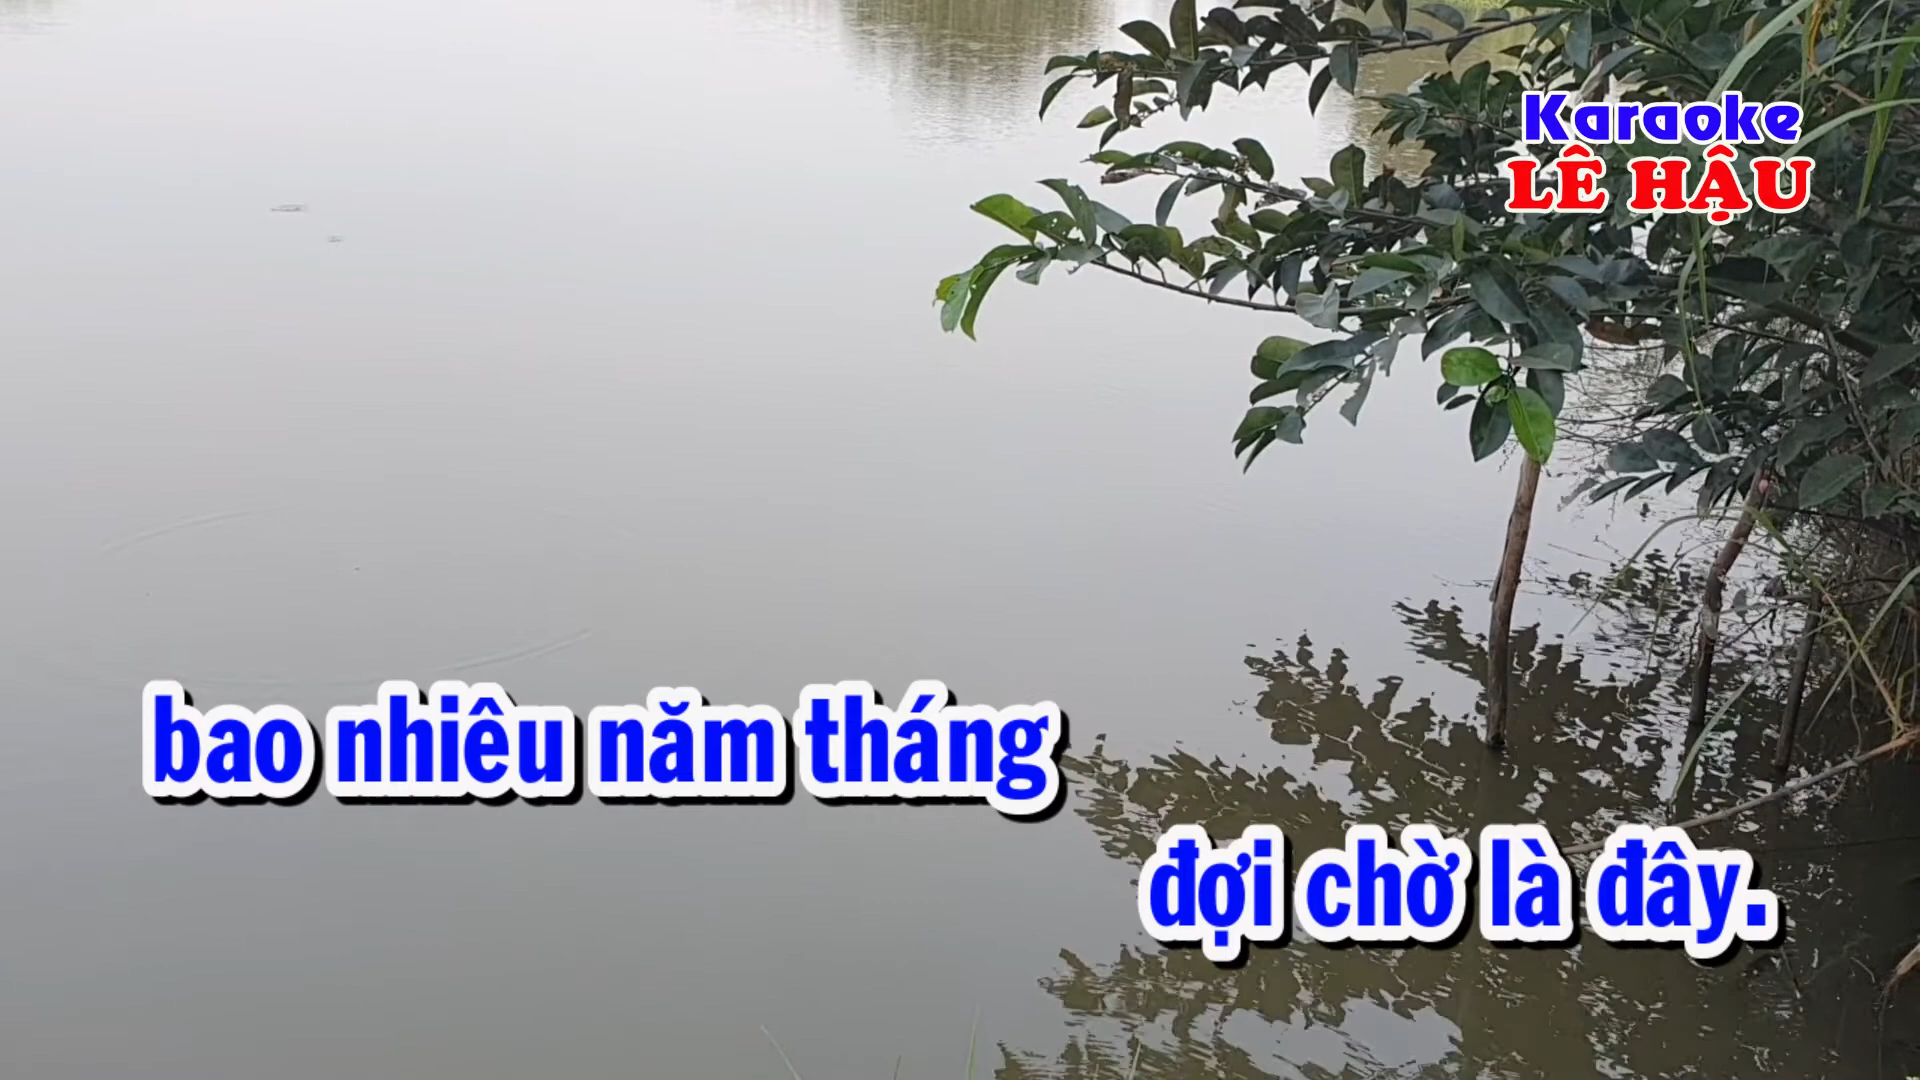 Karaoke
LÊ HẬU
bao nhiêu năm tháng
đợi chờ là đây.